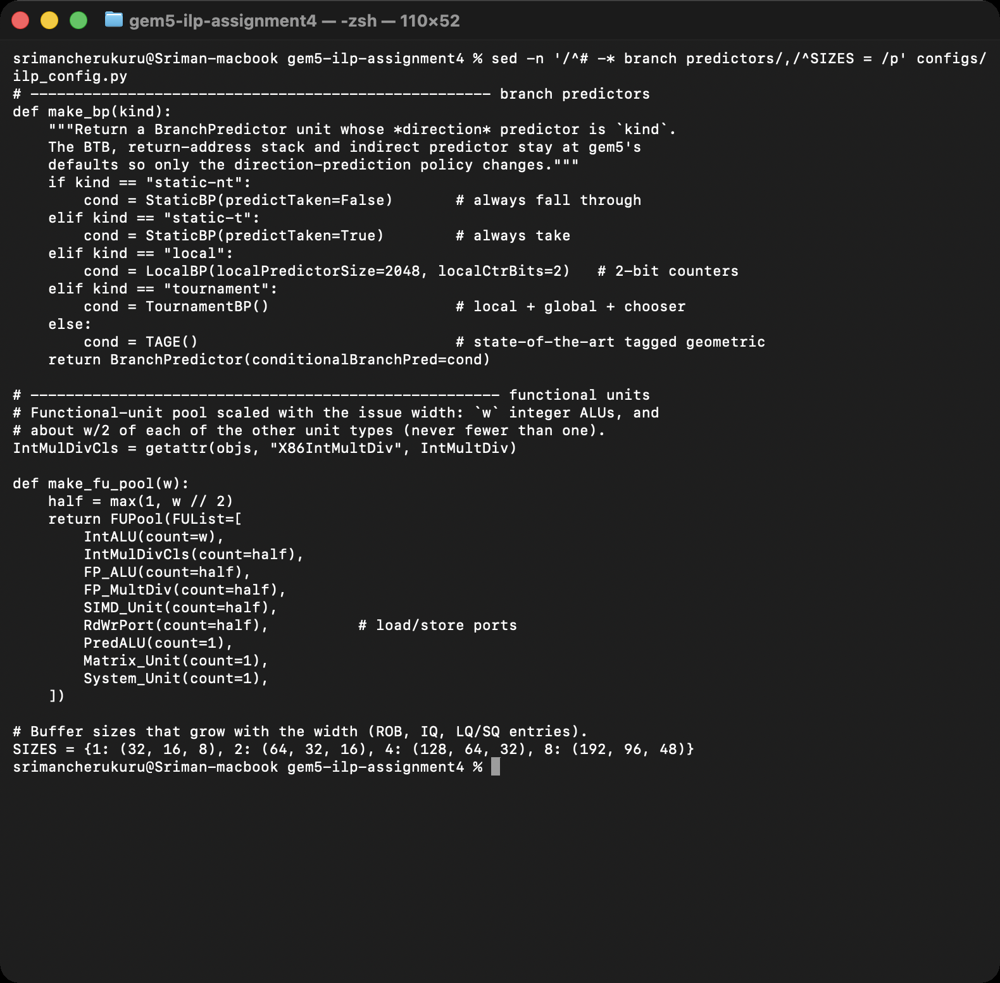 gem5-ilp-assignment4 — -zsh — 110×52
srimancherukuru@Sriman-macbook gem5-ilp-assignment4 % sed -n '/^# -* branch predictors/,/^SIZES = /p' configs/
ilp_config.py
# ---------------------------------------------------- branch predictors
def make_bp(kind):
    """Return a BranchPredictor unit whose *direction* predictor is `kind`.
    The BTB, return-address stack and indirect predictor stay at gem5's
    defaults so only the direction-prediction policy changes."""
    if kind == "static-nt":
        cond = StaticBP(predictTaken=False)       # always fall through
    elif kind == "static-t":
        cond = StaticBP(predictTaken=True)        # always take
    elif kind == "local":
        cond = LocalBP(localPredictorSize=2048, localCtrBits=2)   # 2-bit counters
    elif kind == "tournament":
        cond = TournamentBP()                     # local + global + chooser
    else:
        cond = TAGE()                             # state-of-the-art tagged geometric
    return BranchPredictor(conditionalBranchPred=cond)

# ----------------------------------------------------- functional units
# Functional-unit pool scaled with the issue width: `w` integer ALUs, and
# about w/2 of each of the other unit types (never fewer than one).
IntMulDivCls = getattr(objs, "X86IntMultDiv", IntMultDiv)

def make_fu_pool(w):
    half = max(1, w // 2)
    return FUPool(FUList=[
        IntALU(count=w),
        IntMulDivCls(count=half),
        FP_ALU(count=half),
        FP_MultDiv(count=half),
        SIMD_Unit(count=half),
        RdWrPort(count=half),          # load/store ports
        PredALU(count=1),
        Matrix_Unit(count=1),
        System_Unit(count=1),
    ])

# Buffer sizes that grow with the width (ROB, IQ, LQ/SQ entries).
SIZES = {1: (32, 16, 8), 2: (64, 32, 16), 4: (128, 64, 32), 8: (192, 96, 48)}
srimancherukuru@Sriman-macbook gem5-ilp-assignment4 %